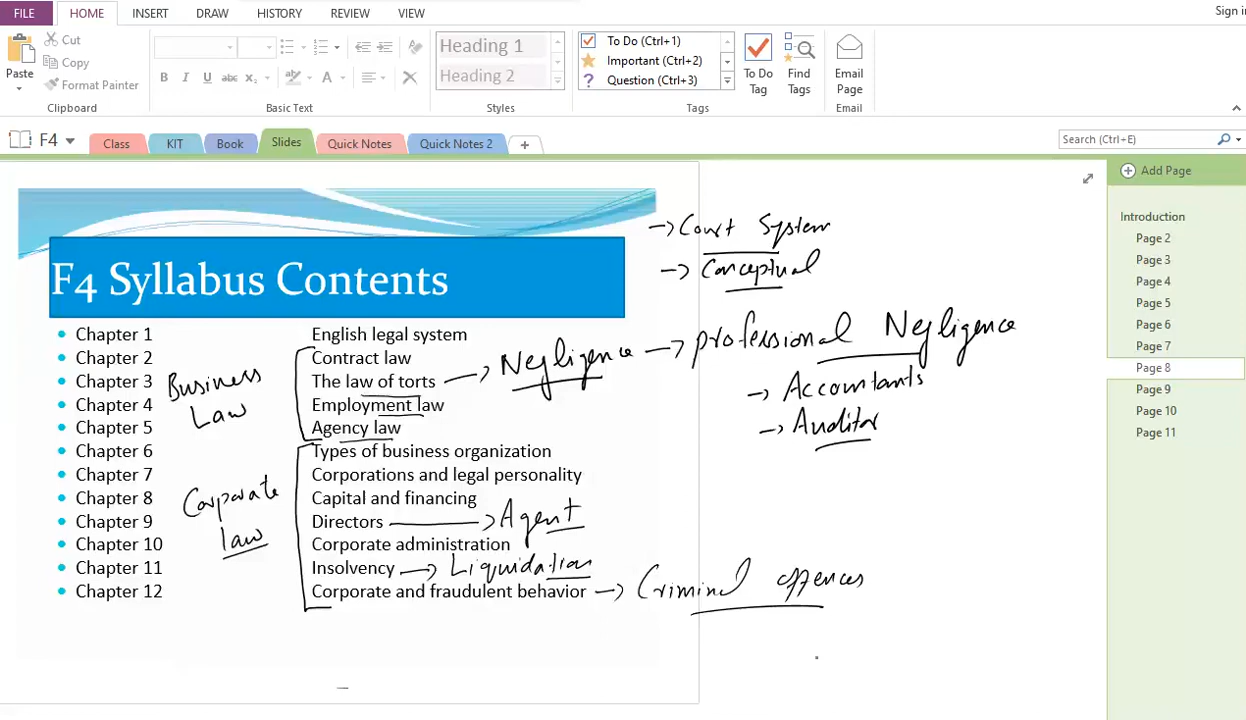 FILE HOME INSERT DRAW HISTORY REVIEW VIEW Sign in
Cut
Copy
Format Painter
Paste
Clipboard
B I U abc x₂ A
Basic Text
Heading 1
Heading 2
Styles
To Do (Ctrl+1)
Important (Ctrl+2)
? Question (Ctrl+3)
Tags
To Do Tag
Find Tags
Email Page
Email
F4 Class KIT Book Slides Quick Notes Quick Notes 2 +
Search (Ctrl+E)
Add Page
Introduction
Page 2
Page 3
Page 4
Page 5
Page 6
Page 7
Page 8
Page 9
Page 10
Page 11
F4 Syllabus Contents
→ Court System
→ Conceptual
• Chapter 1 English legal system
• Chapter 2 Contract law
• Chapter 3 The law of torts → Negligence → Professional Negligence
→ Accountants
→ Auditor
• Chapter 4 Employment law
• Chapter 5 Agency law
Business Law
• Chapter 6 Types of business organization
• Chapter 7 Corporations and legal personality
• Chapter 8 Capital and financing
• Chapter 9 Directors → Agent
• Chapter 10 Corporate administration
• Chapter 11 Insolvency → Liquidation
• Chapter 12 Corporate and fraudulent behavior → Criminal offences
Corporate law